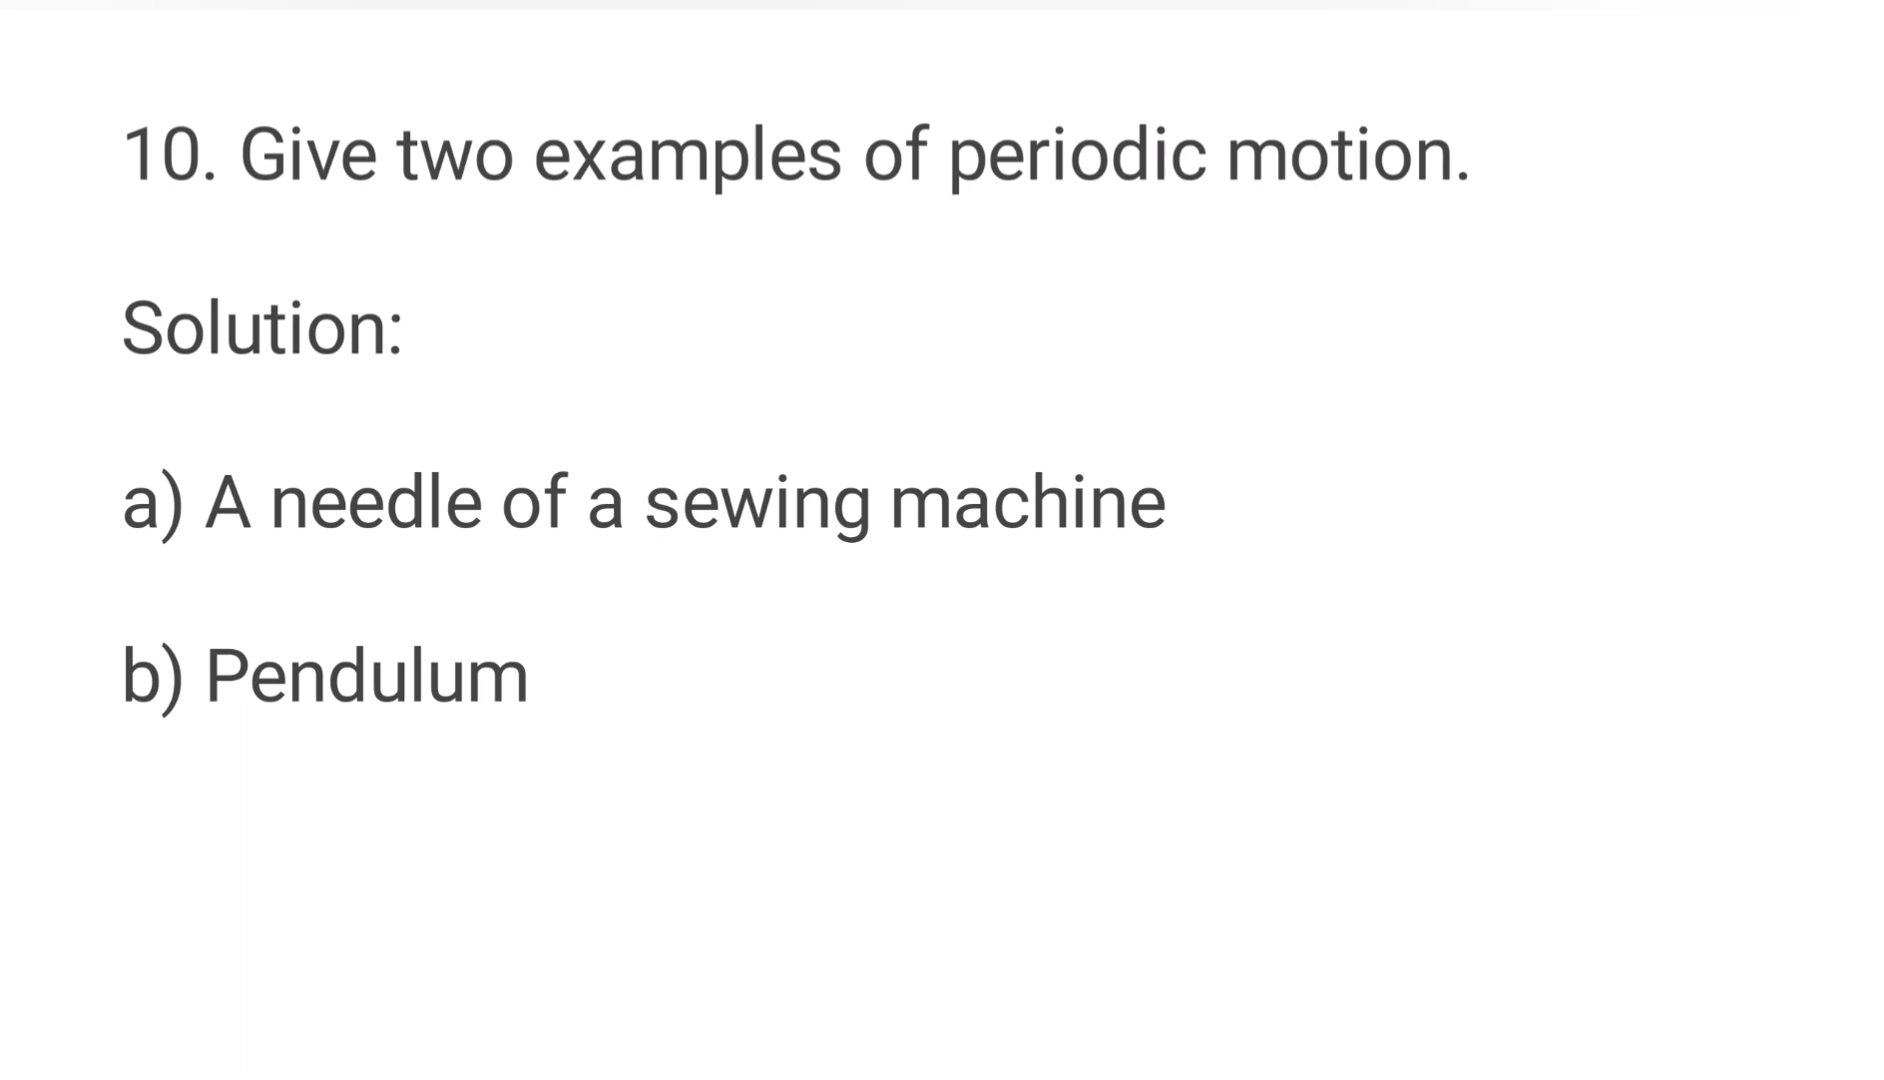 10. Give two examples of periodic motion.
Solution:
a) A needle of a sewing machine
b) Pendulum